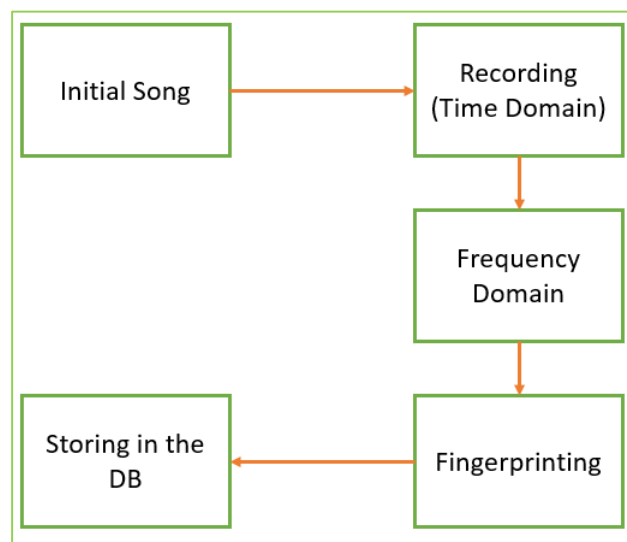 Initial Song
Recording
(Time Domain)
Frequency
Domain
Fingerprinting
Storing in the
DB